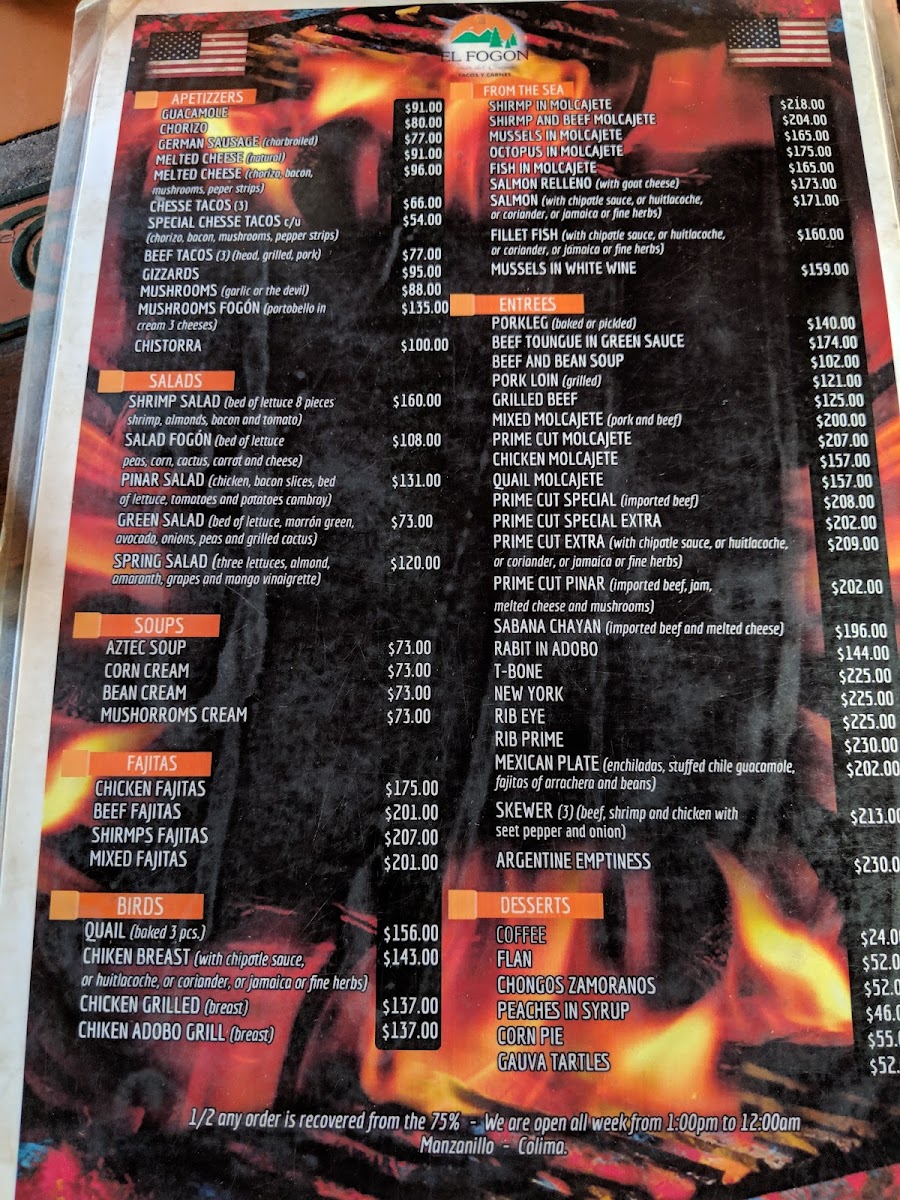 EL FOGON
TACOS Y CARNES
APETIZZERS
GUACAMOLE $91.00
CHORIZO $80.00
GERMAN SAUSAGE (charbroiled) $77.00
MELTED CHEESE (natural) $91.00
MELTED CHEESE (chorizo, bacon, $96.00
mushrooms, peper strips)
CHESSE TACOS (3) $66.00
SPECIAL CHESSE TACOS c/u $54.00
(chorizo, bacon, mushrooms, pepper strips)
BEEF TACOS (3) (head, grilled, pork) $77.00
GIZZARDS $95.00
MUSHROOMS (garlic or the devil) $88.00
MUSHROOMS FOGÓN (portobello in $135.00
cream 3 cheeses)
CHISTORRA $100.00
SALADS
SHRIMP SALAD (bed of lettuce 8 pieces $160.00
shrimp, almonds, bacon and tomato)
SALAD FOGÓN (bed of lettuce $108.00
peas, corn, cactus, carrot and cheese)
PINAR SALAD (chicken, bacon slices, bed $131.00
of lettuce, tomatoes and potatoes cambray)
GREEN SALAD (bed of lettuce, marrón green, $73.00
avocado, onions, peas and grilled cactus)
SPRING SALAD (three lettuces, almond, $120.00
amaranth, grapes and mango vinaigrette)
SOUPS
AZTEC SOUP $73.00
CORN CREAM $73.00
BEAN CREAM $73.00
MUSHORROMS CREAM $73.00
FAJITAS
CHICKEN FAJITAS $175.00
BEEF FAJITAS $201.00
SHIRMPS FAJITAS $207.00
MIXED FAJITAS $201.00
BIRDS
QUAIL (baked 3 pcs.) $156.00
CHIKEN BREAST (with chipotle sauce, $143.00
or huitlacoche, or coriander, or jamaica or fine herbs)
CHICKEN GRILLED (breast) $137.00
CHIKEN ADOBO GRILL (breast) $137.00
FROM THE SEA
SHIRMP IN MOLCAJETE $218.00
SHIRMP AND BEEF MOLCAJETE $204.00
MUSSELS IN MOLCAJETE $165.00
OCTOPUS IN MOLCAJETE $175.00
FISH IN MOLCAJETE $165.00
SALMON RELLENO (with goat cheese) $173.00
SALMON (with chipotle sauce, or huitlacoche, $171.00
or coriander, or jamaica or fine herbs)
FILLET FISH (with chipotle sauce, or huitlacoche, $160.00
or coriander, or jamaica or fine herbs)
MUSSELS IN WHITE WINE $159.00
ENTREES
PORKLEG (baked or pickled) $140.00
BEEF TOUNGUE IN GREEN SAUCE $174.00
BEEF AND BEAN SOUP $102.00
PORK LOIN (grilled) $121.00
GRILLED BEEF $125.00
MIXED MOLCAJETE (pork and beef) $200.00
PRIME CUT MOLCAJETE $207.00
CHICKEN MOLCAJETE $157.00
QUAIL MOLCAJETE $157.00
PRIME CUT SPECIAL (imported beef) $208.00
PRIME CUT SPECIAL EXTRA $202.00
PRIME CUT EXTRA (with chipotle sauce, or huitlacoche, $209.00
or coriander, or jamaica or fine herbs)
PRIME CUT PINAR (imported beef, jam, $202.00
melted cheese and mushrooms)
SABANA CHAYAN (imported beef and melted cheese) $196.00
RABIT IN ADOBO $144.00
T-BONE $225.00
NEW YORK $225.00
RIB EYE $225.00
RIB PRIME $230.00
MEXICAN PLATE (enchiladas, stuffed chile guacamole, $202.00
fajitas of arrachera and beans)
SKEWER (3) (beef, shrimp and chicken with $213.00
seet pepper and onion)
ARGENTINE EMPTINESS $230.0
DESSERTS
COFFEE $24.0
FLAN $52.0
CHONGOS ZAMORANOS $52.0
PEACHES IN SYRUP $46.0
CORN PIE $55.
GAUVA TARTLES $52.
1/2 any order is recovered from the 75% - We are open all week from 1:00pm to 12:00am
Manzanillo - Colima.